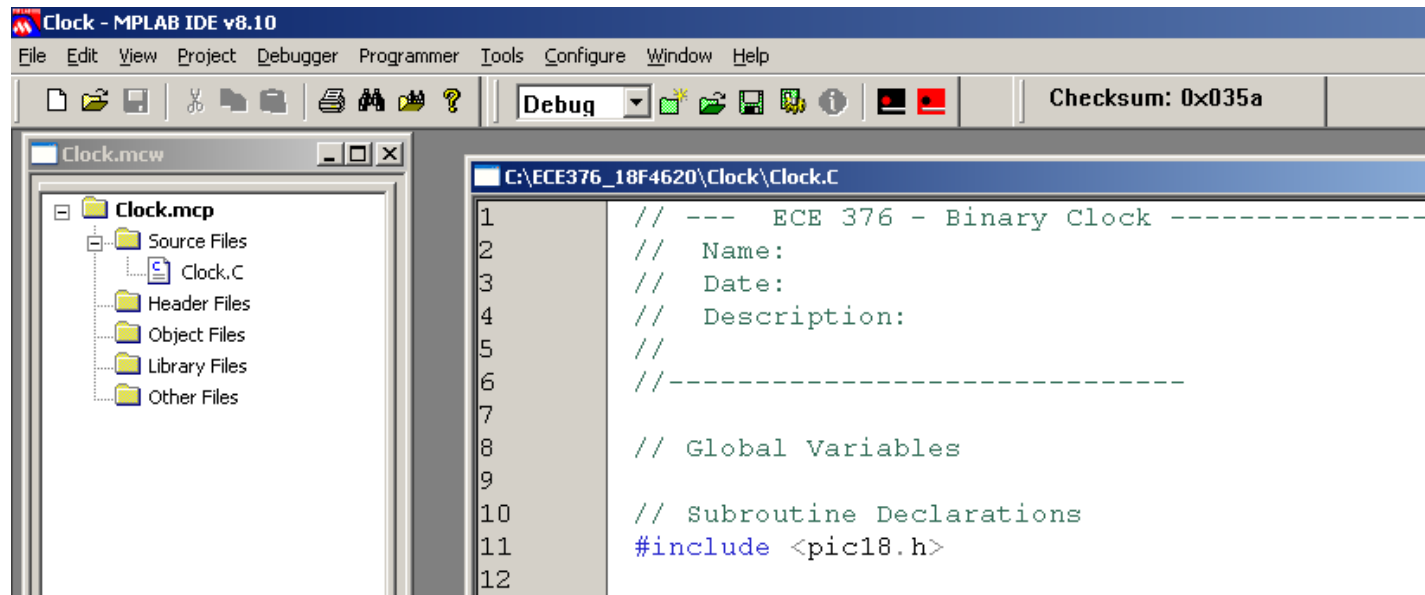 Clock - MPLAB IDE v8.10
File Edit View Project Debugger Programmer Tools Configure Window Help
Debug
Checksum: 0x035a
Clock.mcw
Clock.mcp
Source Files
Clock.C
Header Files
Object Files
Library Files
Other Files
C:\ECE376_18F4620\Clock\Clock.C
1 // --- ECE 376 - Binary Clock ---------------
2 // Name:
3 // Date:
4 // Description:
5 //
6 //------------------------------
7
8 // Global Variables
9
10 // Subroutine Declarations
11 #include <pic18.h>
12